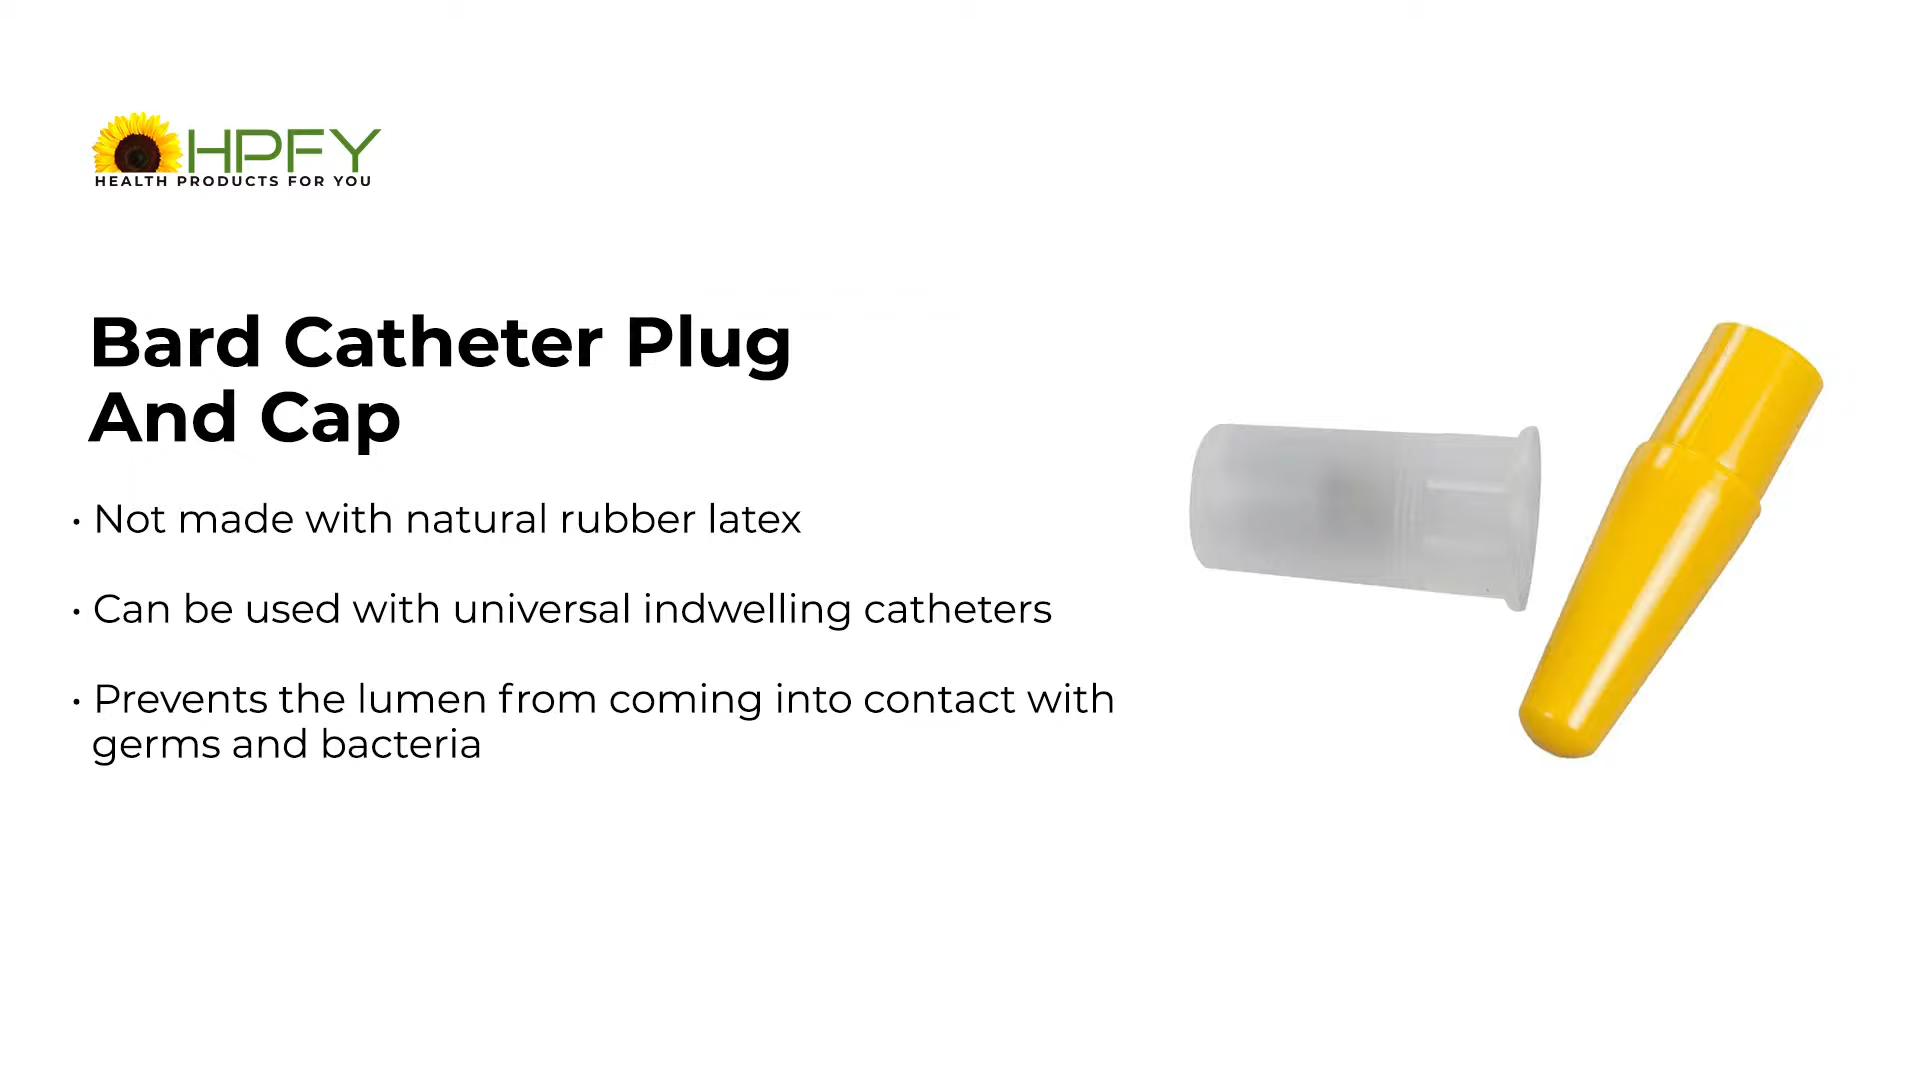 HPFY
HEALTH PRODUCTS FOR YOU
Bard Catheter Plug
And Cap
• Not made with natural rubber latex
• Can be used with universal indwelling catheters
• Prevents the lumen from coming into contact with
germs and bacteria